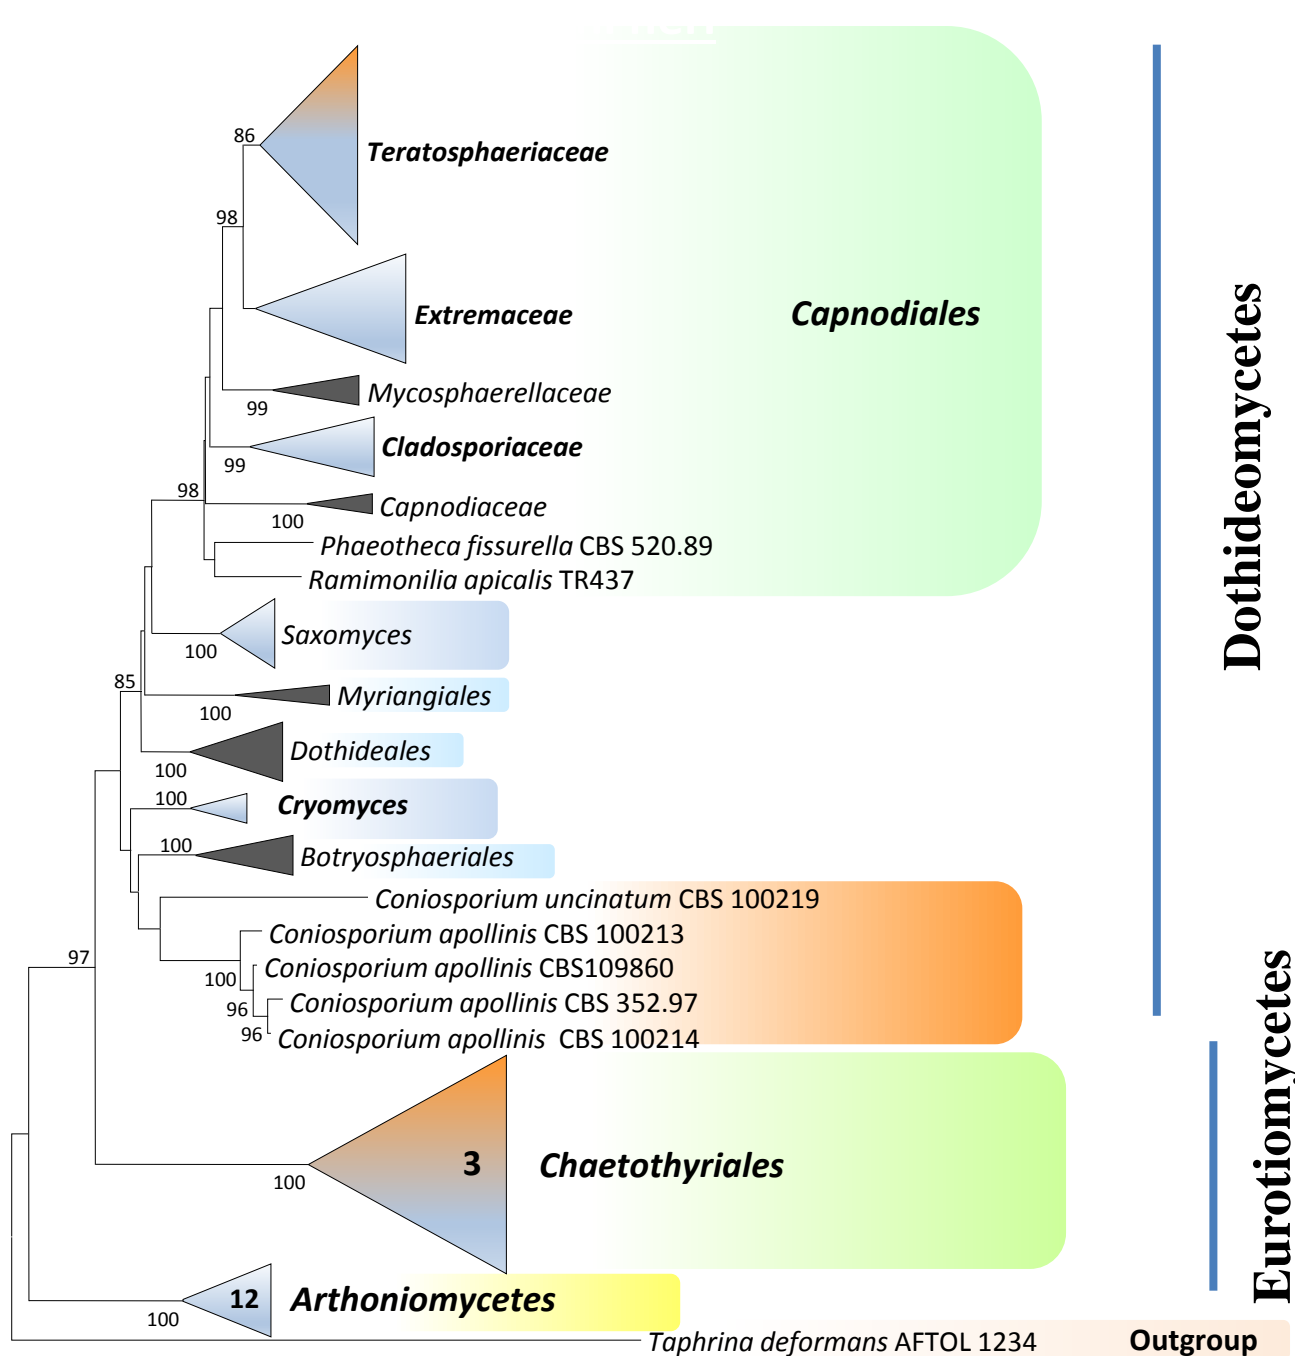 86
Teratosphaeriaceae
98
Extremaceae
Capnodiales
Mycosphaerellaceae
99
Cladosporiaceae
99
98
Capnodiaceae
100
Phaeotheca fissurella CBS 520.89
Ramimonilia apicalis TR437
Saxomyces
100
85
Myriangiales
100
Dothideales
100
100
Cryomyces
100
Botryosphaeriales
Coniosporium uncinatum CBS 100219
Coniosporium apollinis CBS 100213
97
Coniosporium apollinis CBS109860
100
Coniosporium apollinis CBS 352.97
96
96
Coniosporium apollinis CBS 100214
3
Chaetothyriales
100
12
Arthoniomycetes
100
Taphrina deformans AFTOL 1234
Outgroup
Dothideomycetes
Eurotiomycetes